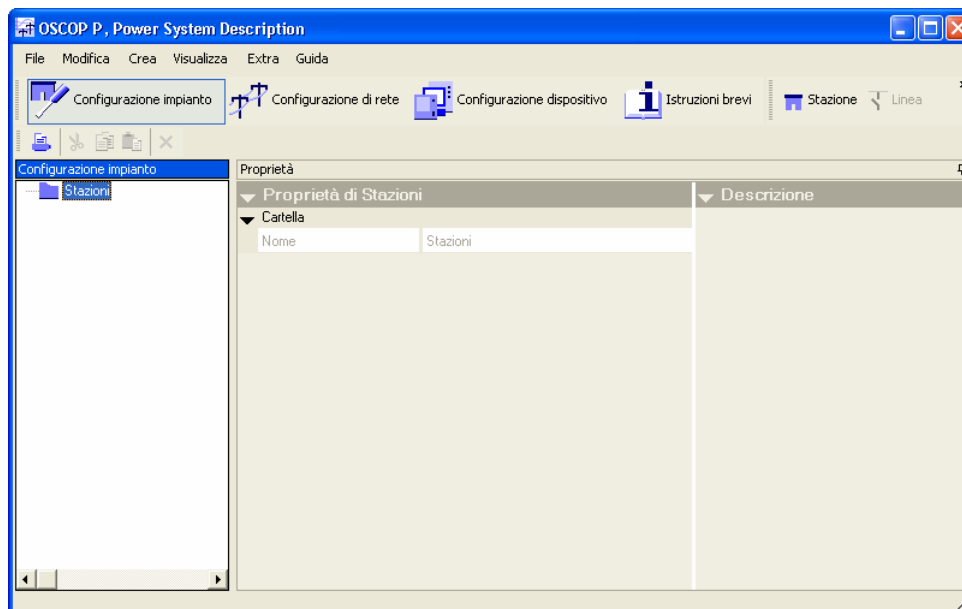 OSCOP P, Power System Description
File Modifica Crea Visualizza Extra Guida
Configurazione impianto Configurazione di rete Configurazione dispositivo Istruzioni brevi Stazione Linea
Configurazione impianto Proprietà
Stazioni
Proprietà di Stazioni Descrizione
Cartella
Nome Stazioni